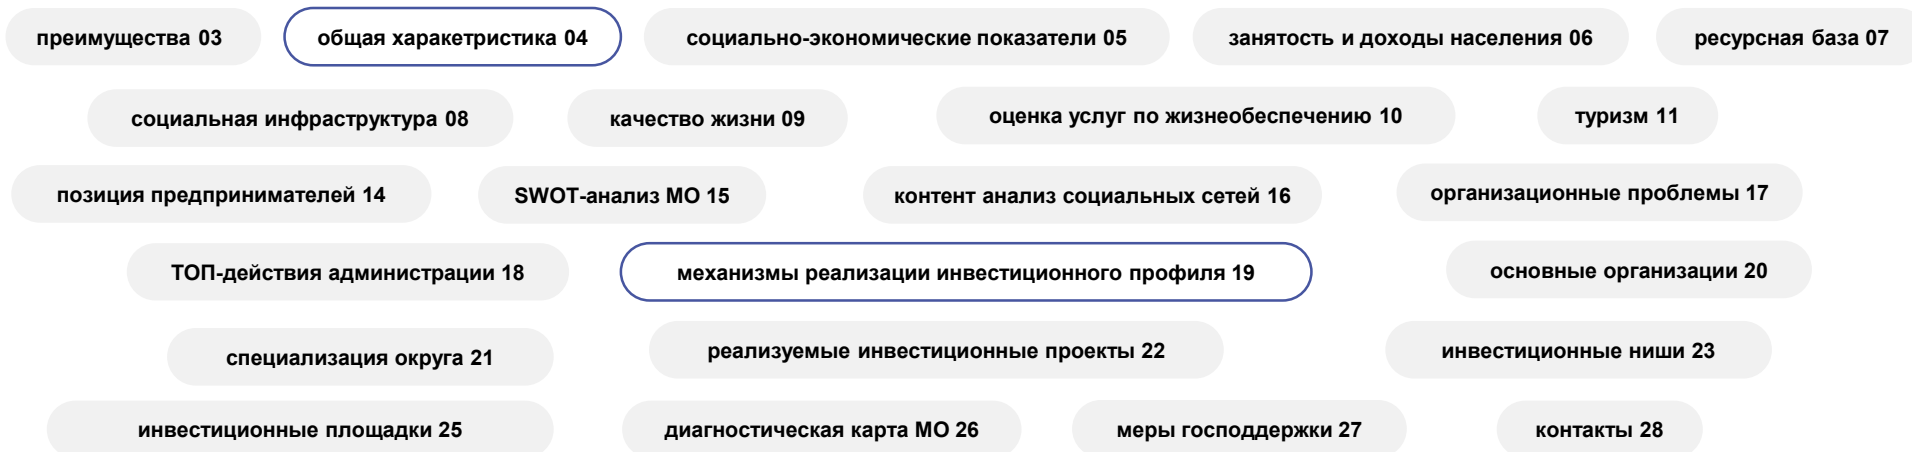 преимущества 03
общая характеристика 04
социально-экономические показатели 05
занятость и доходы населения 06
ресурсная база 07
социальная инфраструктура 08
качество жизни 09
оценка услуг по жизнеобеспечению 10
туризм 11
позиция предпринимателей 14
SWOT-анализ МО 15
контент анализ социальных сетей 16
организационные проблемы 17
ТОП-действия администрации 18
механизмы реализации инвестиционного профиля 19
основные организации 20
специализация округа 21
реализуемые инвестиционные проекты 22
инвестиционные ниши 23
инвестиционные площадки 25
диагностическая карта МО 26
меры господдержки 27
контакты 28